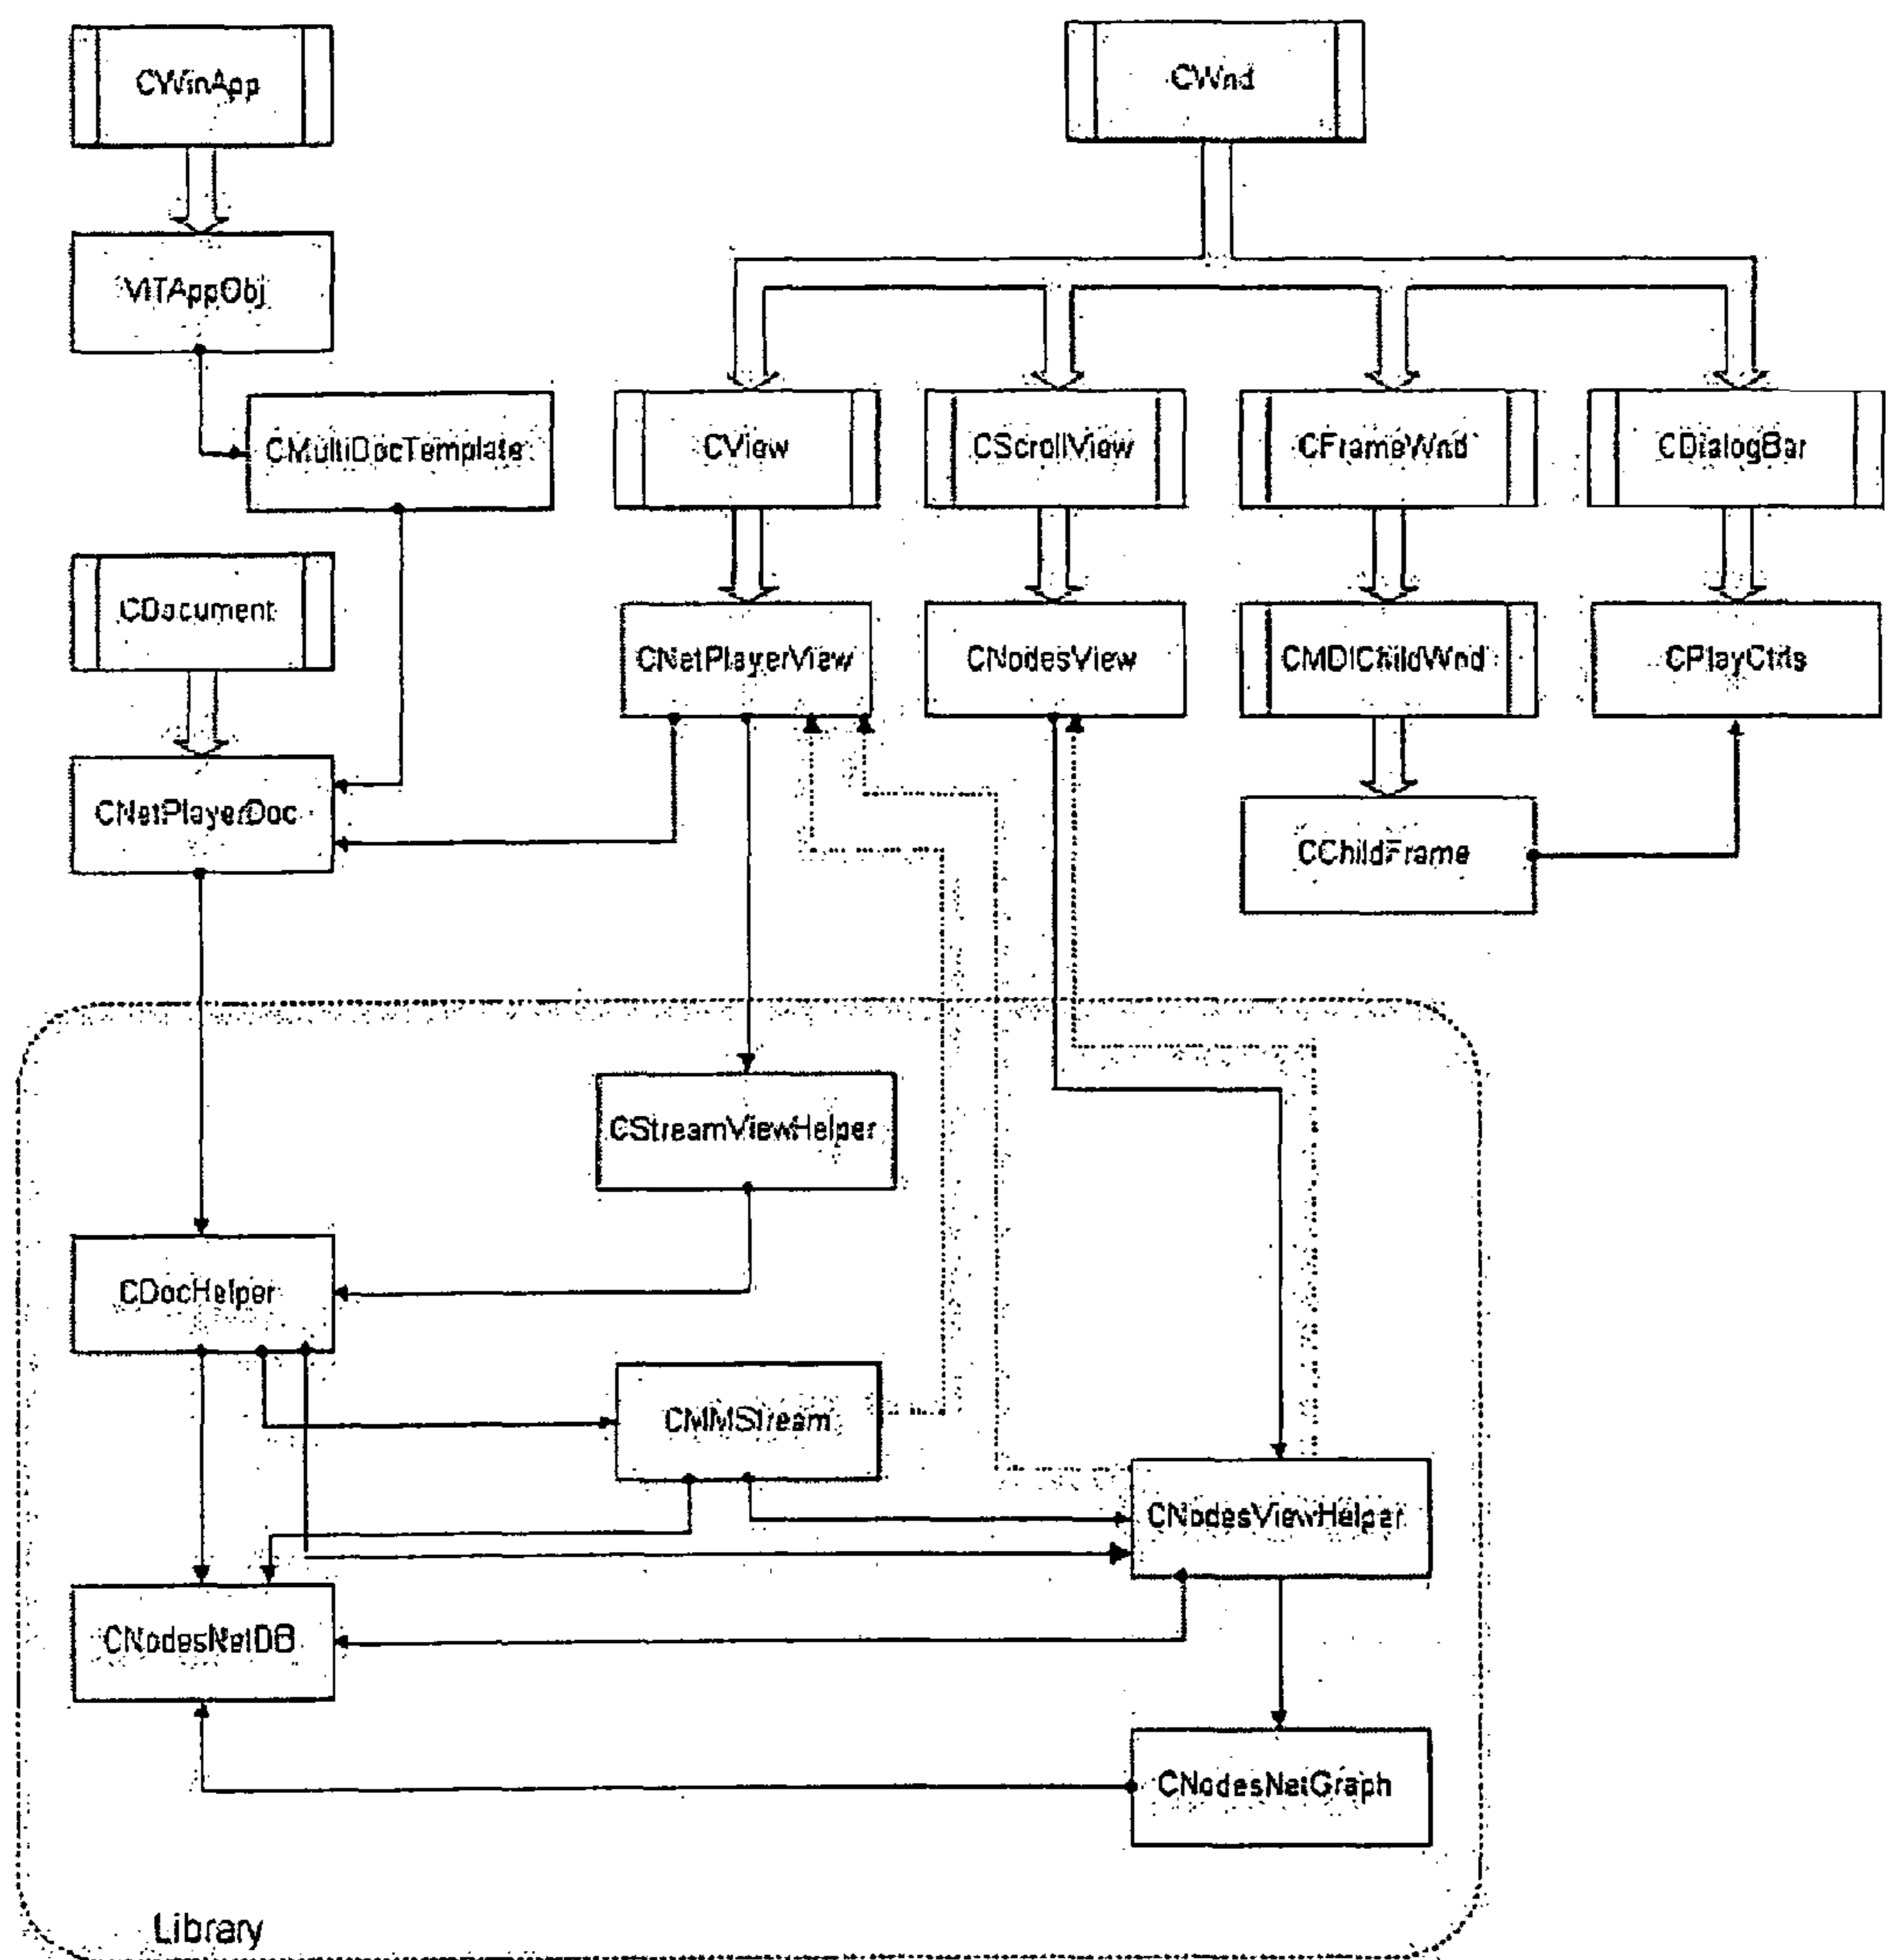 CWinApp
CWnd
VITAppObj
CMultiDocTemplate
CView
CScrollView
CFrameWnd
CDialogBar
CDocument
CNetPlayerView
CNodesView
CMDIChildWnd
CPlayCtrls
CNetPlayerDoc
CChildFrame
CStreamViewHelper
CDocHelper
CMMStream
CNodesViewHelper
CNodesNetDB
CNodesNetGraph
Library